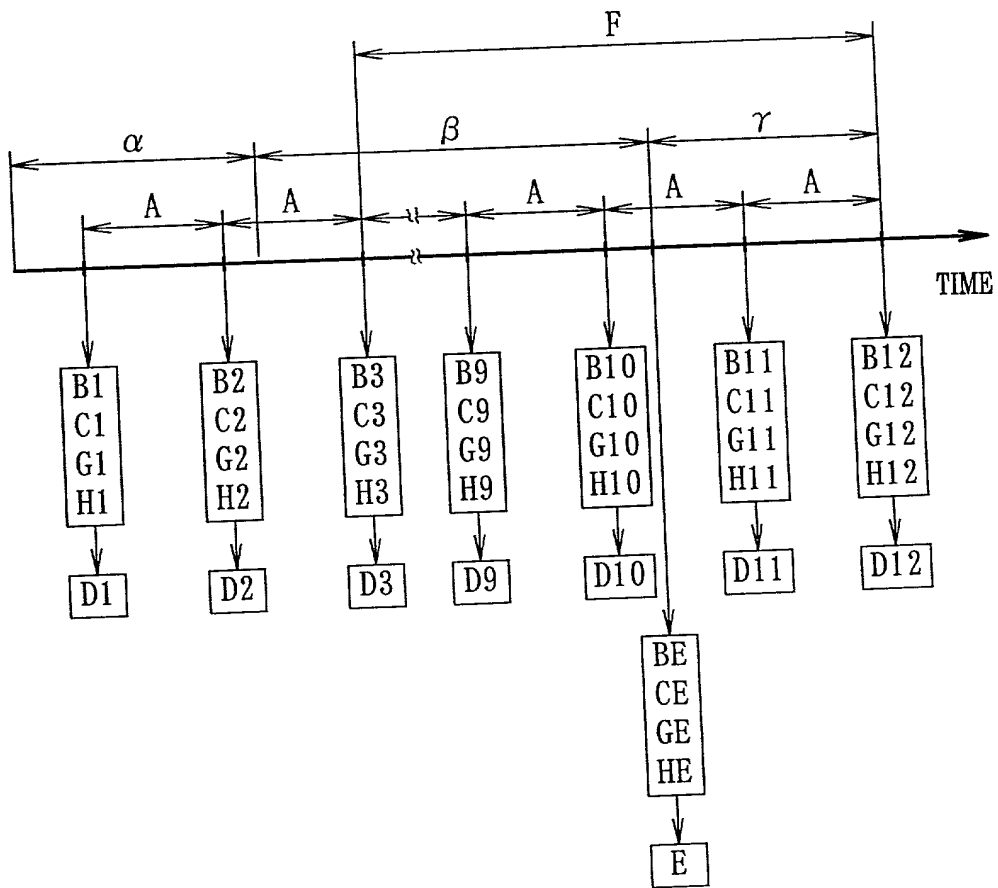 F
α β γ
A A A A A
TIME
B1
C1
G1
H1
D1
B2
C2
G2
H2
D2
B3
C3
G3
H3
D3
B9
C9
G9
H9
D9
B10
C10
G10
H10
D10
B11
C11
G11
H11
D11
B12
C12
G12
H12
D12
BE
CE
GE
HE
E